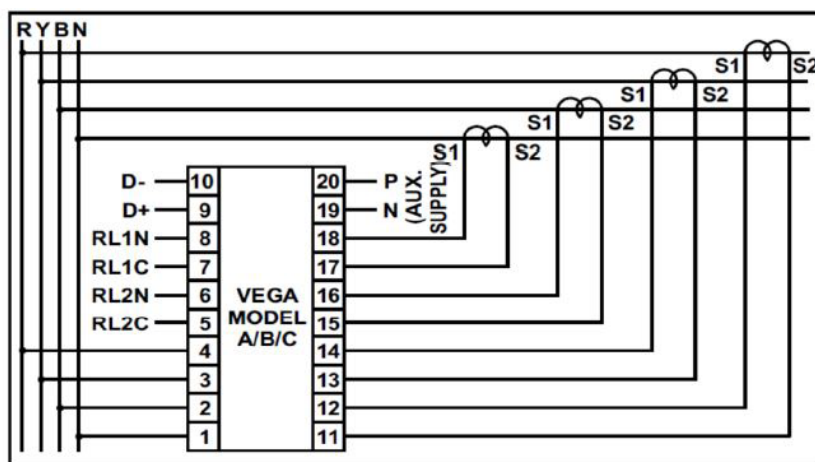 R Y B N
S1 S2
S1 S2
S1 S2
S1 S2
D- 10 20 P
D+ 9 19 N
(AUX. SUPPLY)
RL1N 8 18
RL1C 7 17
RL2N 6 16
RL2C 5 15
VEGA
MODEL
A/B/C
4 14
3 13
2 12
1 11